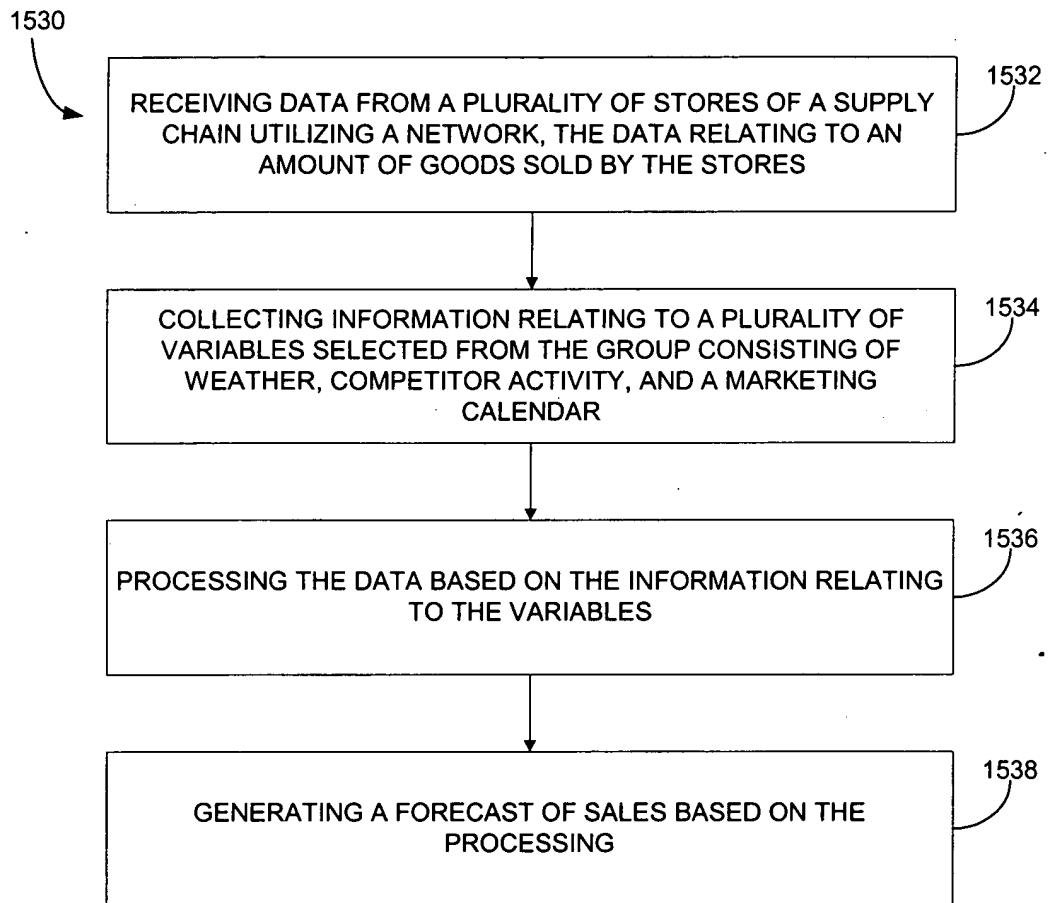 1530
1532
RECEIVING DATA FROM A PLURALITY OF STORES OF A SUPPLY
CHAIN UTILIZING A NETWORK, THE DATA RELATING TO AN
AMOUNT OF GOODS SOLD BY THE STORES
1534
COLLECTING INFORMATION RELATING TO A PLURALITY OF
VARIABLES SELECTED FROM THE GROUP CONSISTING OF
WEATHER, COMPETITOR ACTIVITY, AND A MARKETING
CALENDAR
1536
PROCESSING THE DATA BASED ON THE INFORMATION RELATING
TO THE VARIABLES
1538
GENERATING A FORECAST OF SALES BASED ON THE
PROCESSING